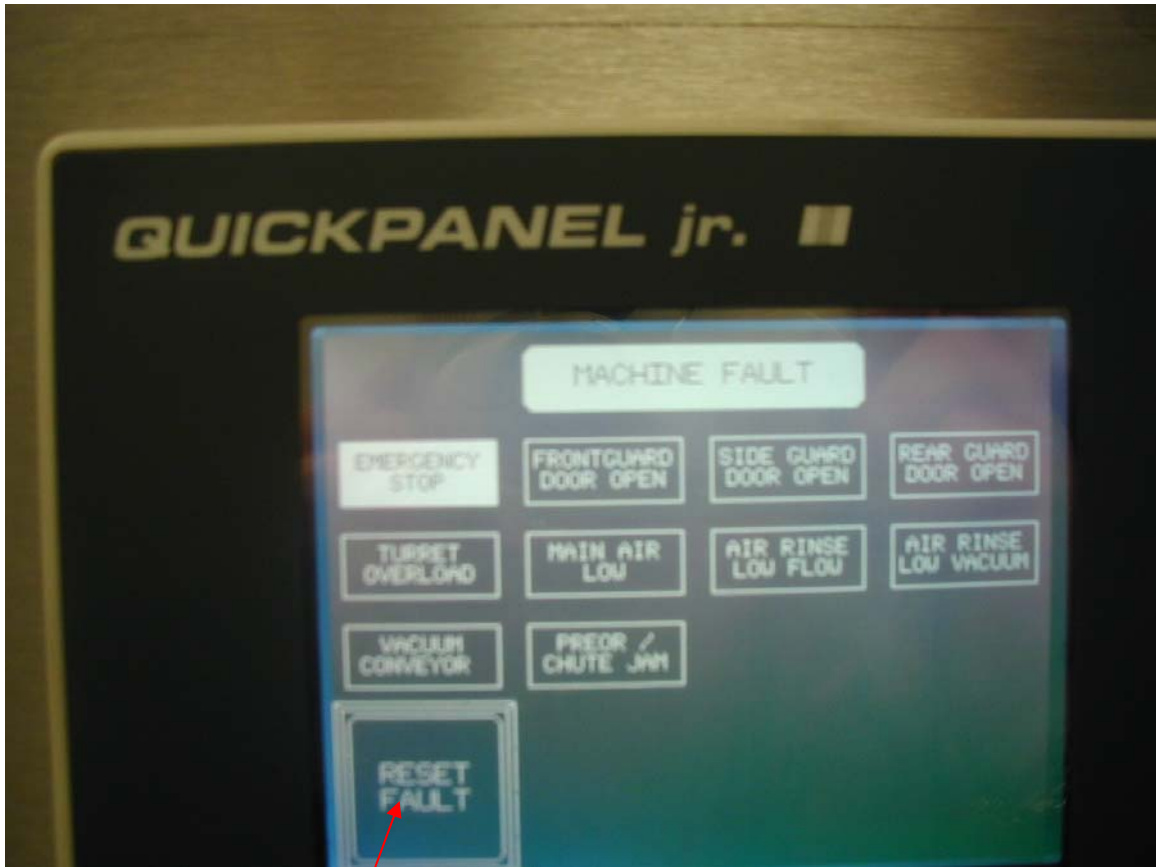 QUICKPANEL jr.
MACHINE FAULT
EMERGENCY
STOP
FRONTGUARD
DOOR OPEN
SIDE GUARD
DOOR OPEN
REAR GUARD
DOOR OPEN
TURRET
OVERLOAD
MAIN AIR
LOW
AIR RINSE
LOW FLOW
AIR RINSE
LOW VACUUM
VACUUM
CONVEYOR
PREOR /
CHUTE JAM
RESET
FAULT